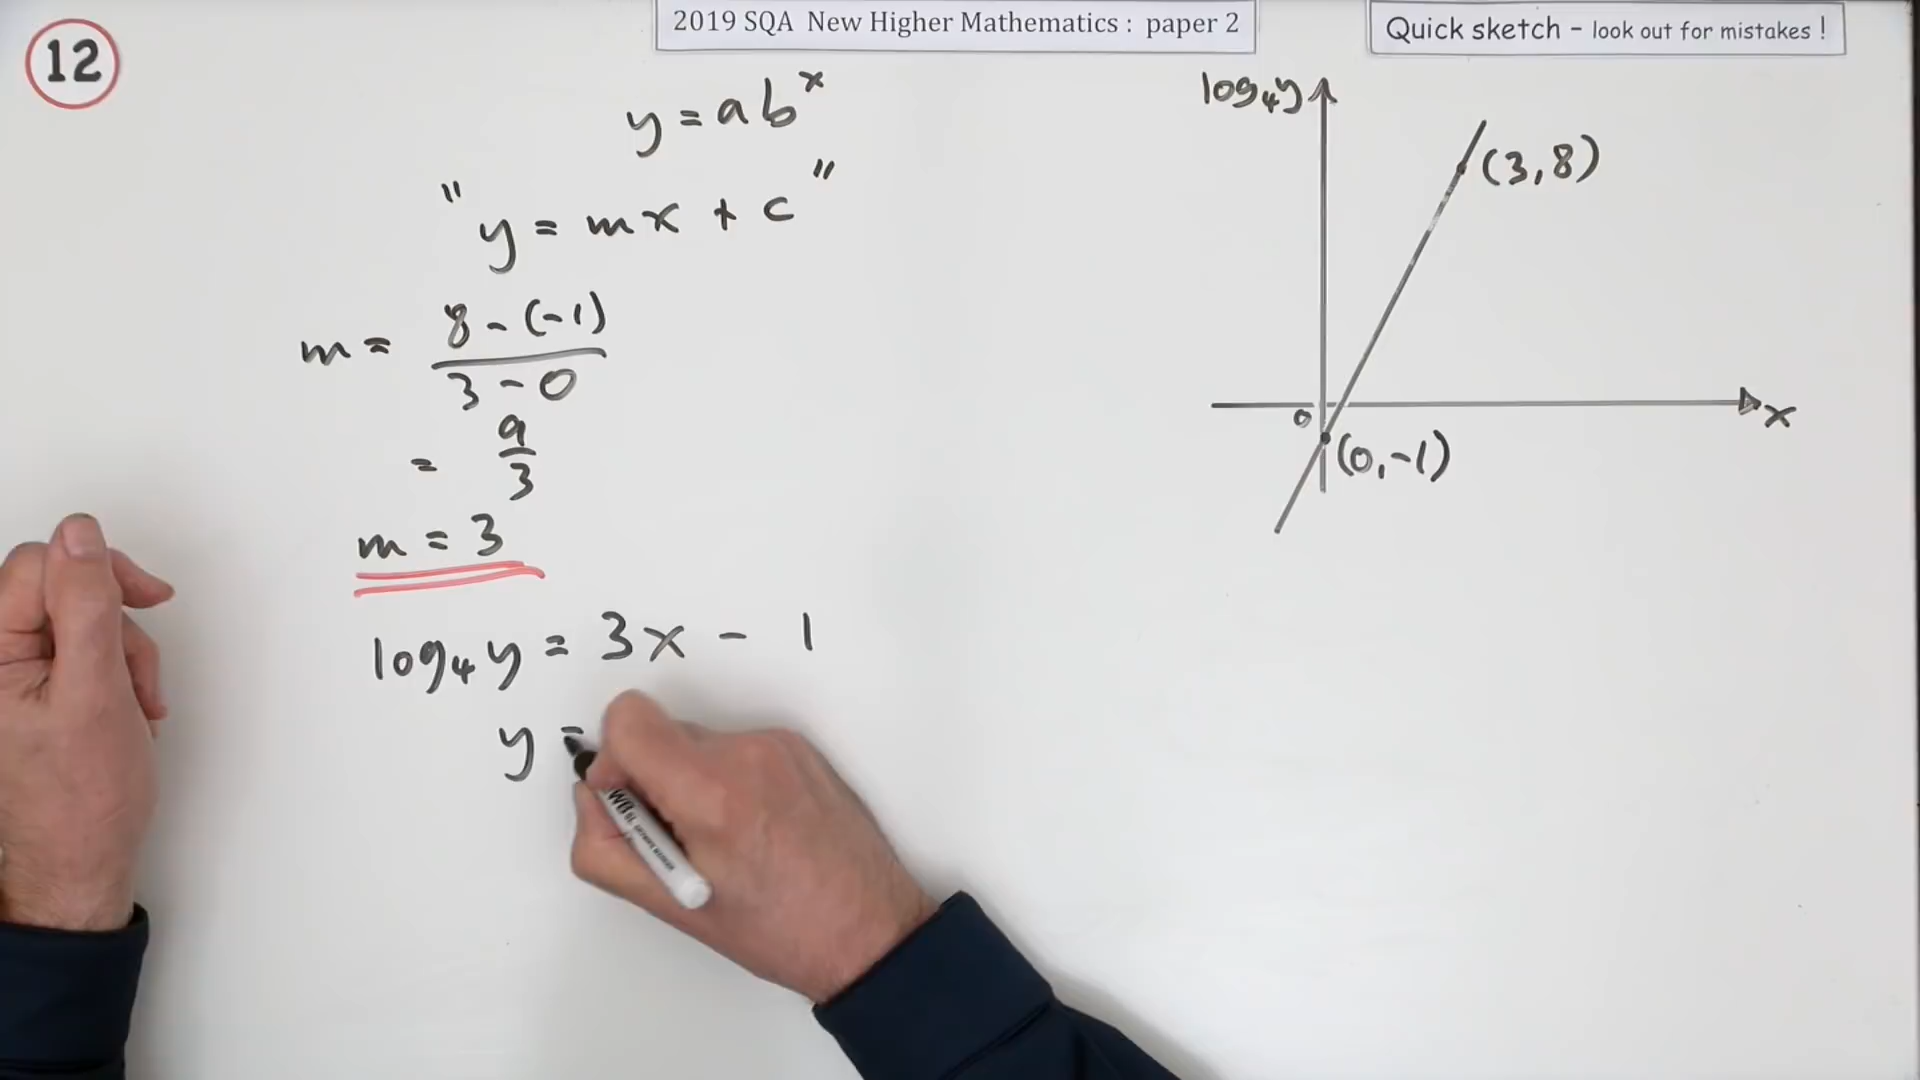 12
2019 SQA New Higher Mathematics : paper 2
Quick sketch – look out for mistakes !
y = ab^x
"y = mx + c"
m = (8 - (-1))/(3 - 0)
= 9/3
m = 3
log₄y = 3x - 1
y =
log₄y
(3,8)
0
x
(0,-1)